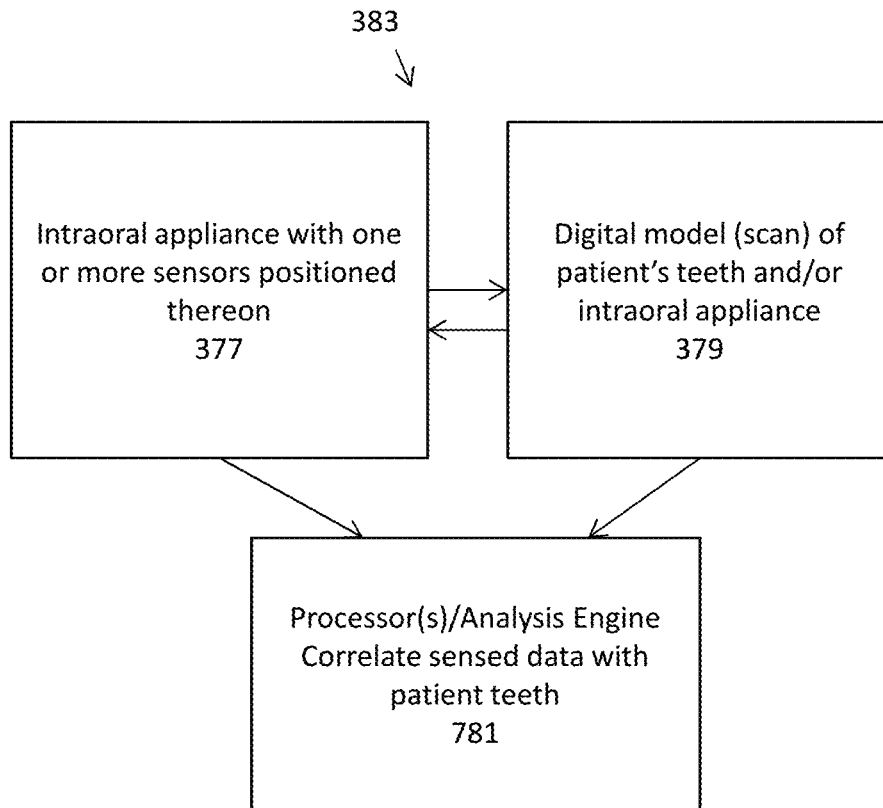 383
Intraoral appliance with one
or more sensors positioned
thereon
377
Digital model (scan) of
patient’s teeth and/or
intraoral appliance
379
Processor(s)/Analysis Engine
Correlate sensed data with
patient teeth
781